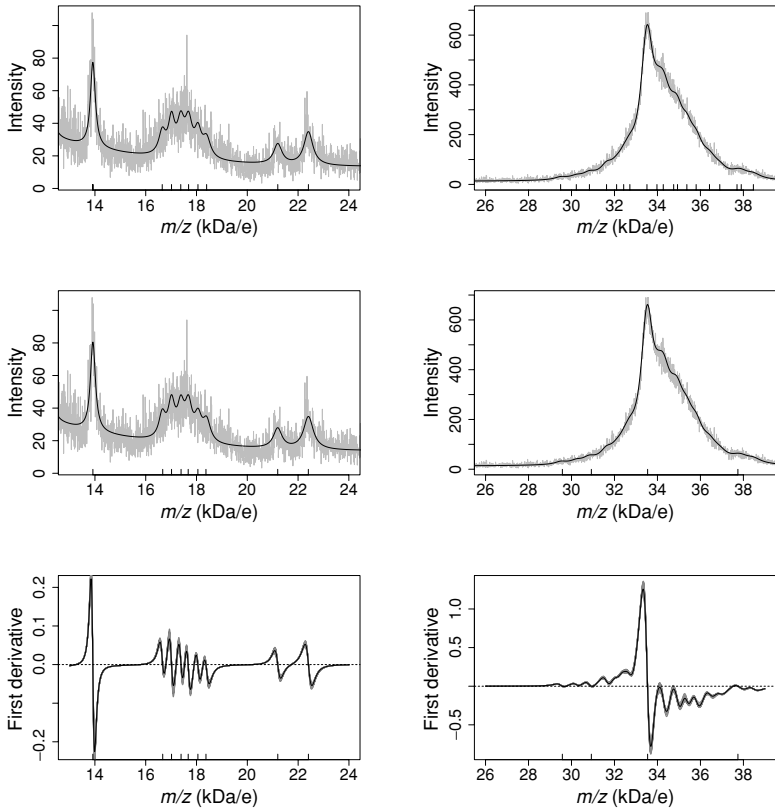 Intensity
0 20 40 60 80
14 16 18 20 22 24
m/z (kDa/e)
Intensity
0 200 400 600
26 28 30 32 34 36 38
m/z (kDa/e)
Intensity
0 20 40 60 80
14 16 18 20 22 24
m/z (kDa/e)
Intensity
0 200 400 600
26 28 30 32 34 36 38
m/z (kDa/e)
First derivative
−0.2 0.0 0.1 0.2
14 16 18 20 22 24
m/z (kDa/e)
First derivative
−0.5 0.5 1.0
26 28 30 32 34 36 38
m/z (kDa/e)